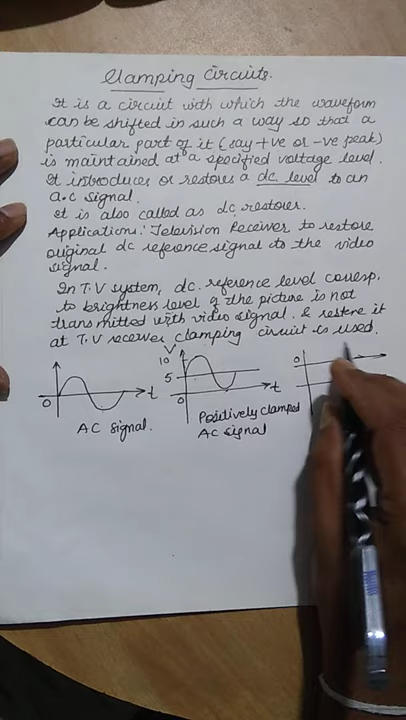 Clamping Circuits.
It is a circuit with which the waveform
can be shifted in such a way so that a
particular part of it (say +ve or -ve peak)
is maintained at a specified voltage level.
It introduces or restores a dc level to an
a.c signal.
It is also called as dc restorer.
Applications: Television Receiver to restore
original dc reference signal to the video
signal.
In T.V system, d.c. reference level corresp.
to brightness level of the picture is not
transmitted with video signal. & restore it
at T.V receiver clamping circuit is used.
V
10
5
0
t
0
t
0
AC signal.
Positively clamped
AC signal